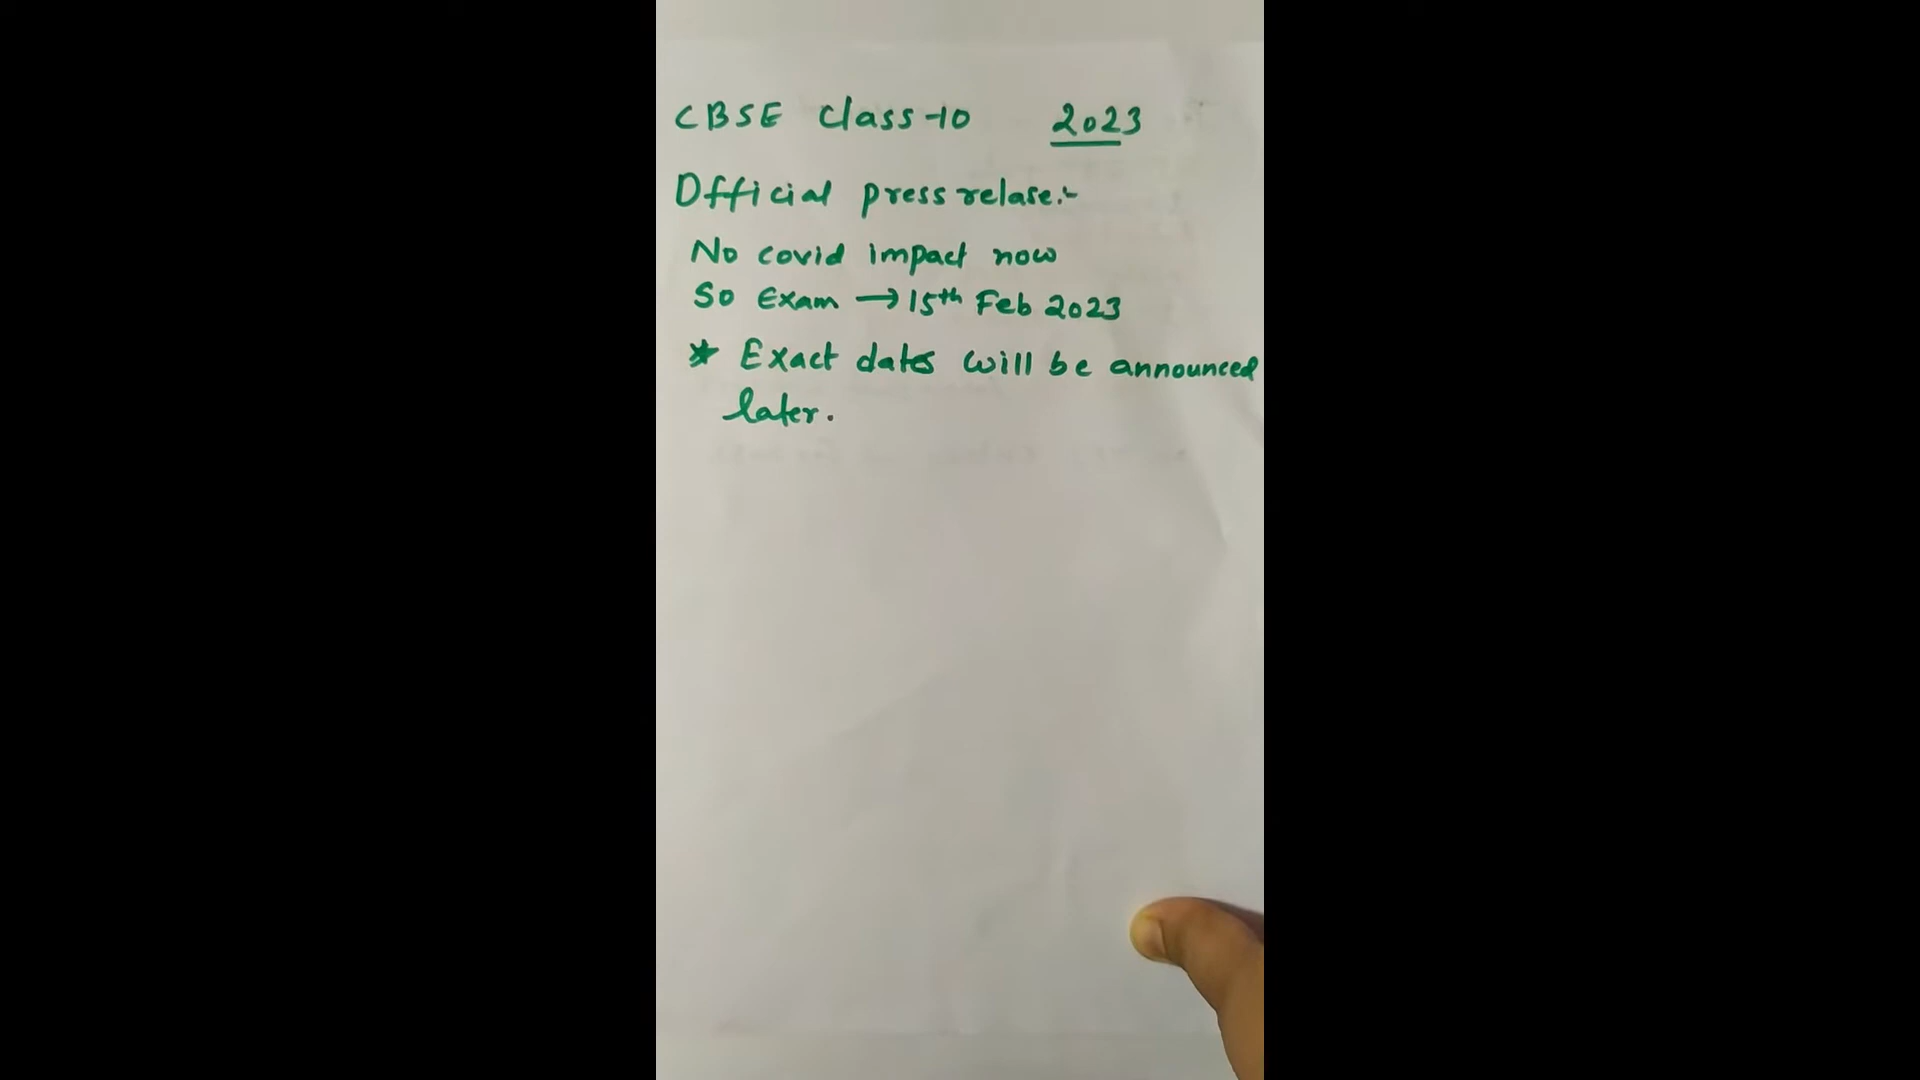 CBSE Class-10 2023
Official press relase:-
No covid impact now
So Exam → 15th Feb 2023
* Exact dates will be announced
later.